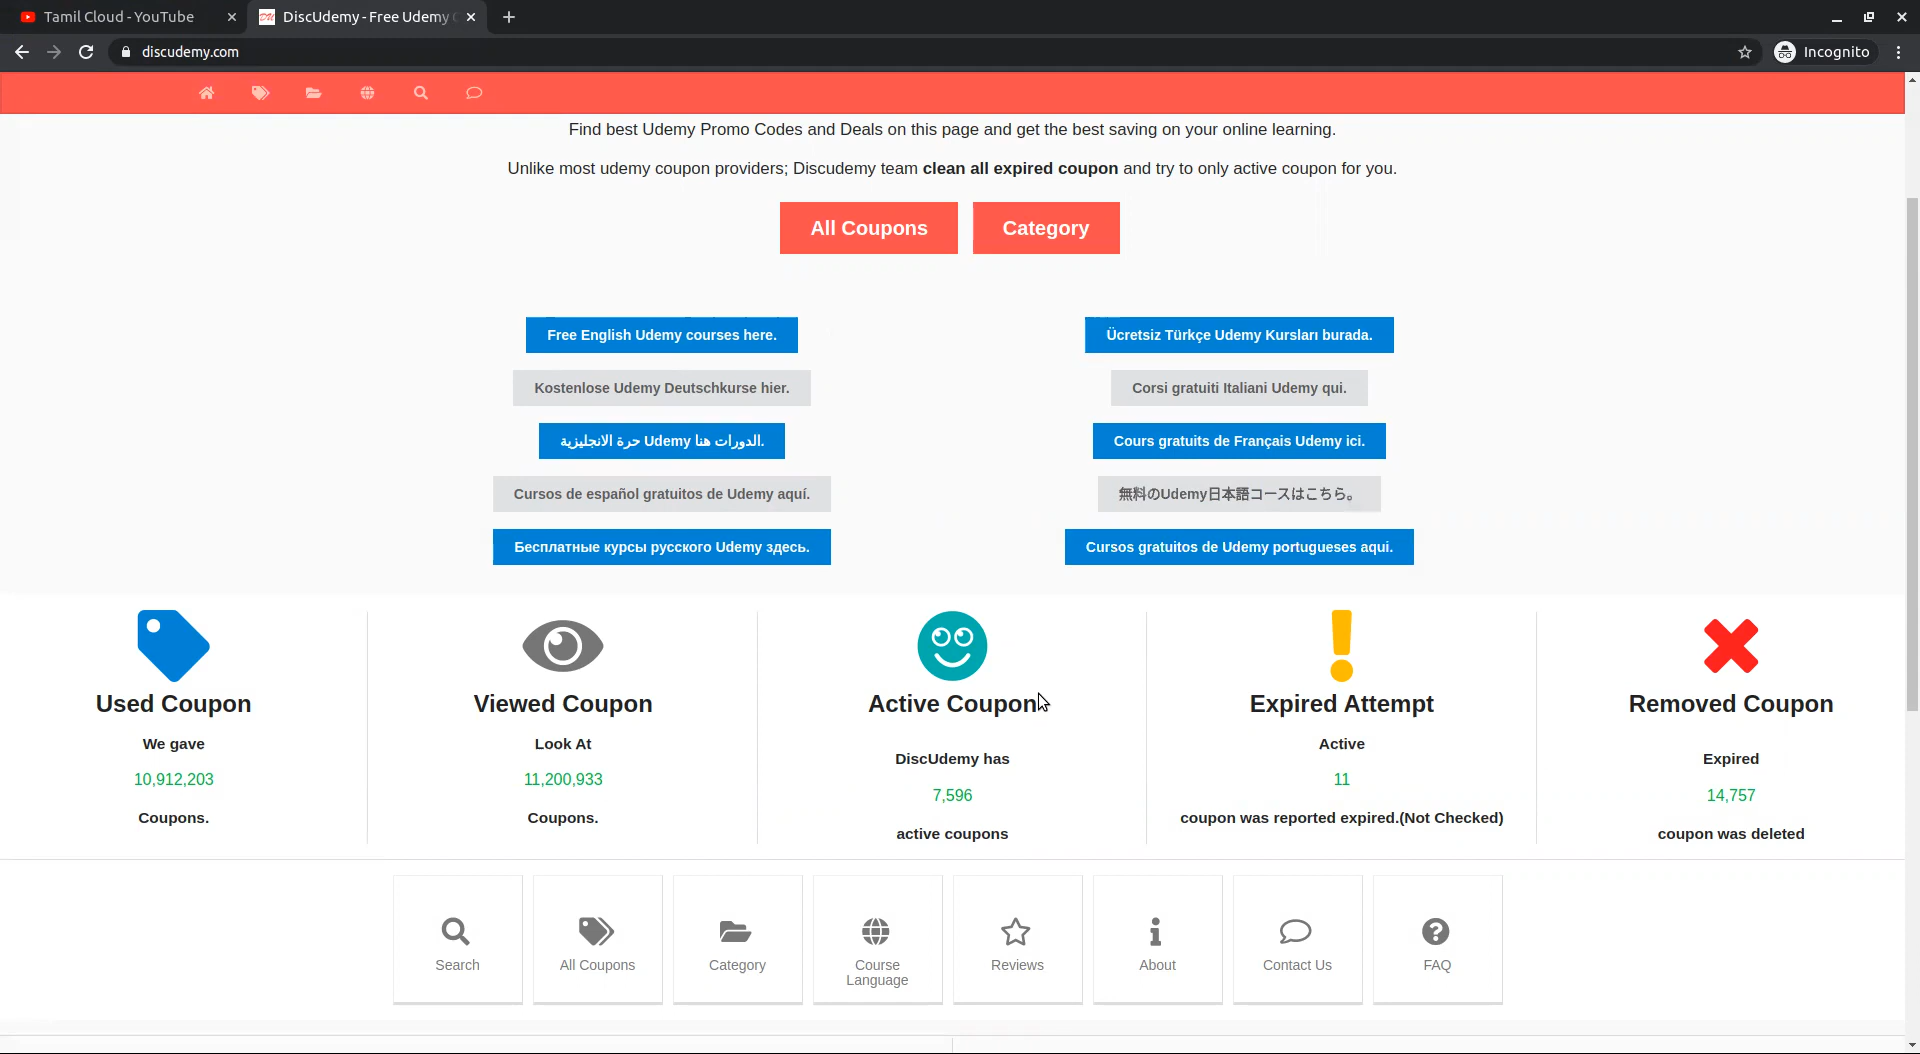 Tamil Cloud - YouTube
DiscUdemy - Free Udemy
discudemy.com
Incognito
Find best Udemy Promo Codes and Deals on this page and get the best saving on your online learning.
Unlike most udemy coupon providers; Discudemy team clean all expired coupon and try to only active coupon for you.
All Coupons
Category
Free English Udemy courses here.
Ücretsiz Türkçe Udemy Kursları burada.
Kostenlose Udemy Deutschkurse hier.
Corsi gratuiti Italiani Udemy qui.
حرة الانجليزية Udemy الدورات هنا.
Cours gratuits de Français Udemy ici.
Cursos de español gratuitos de Udemy aquí.
無料のUdemy日本語コースはこちら。
Бесплатные курсы русского Udemy здесь.
Cursos gratuitos de Udemy portugueses aqui.
Used Coupon
We gave
10,912,203
Coupons.
Viewed Coupon
Look At
11,200,933
Coupons.
Active Coupon
DiscUdemy has
7,596
active coupons
Expired Attempt
Active
11
coupon was reported expired.(Not Checked)
Removed Coupon
Expired
14,757
coupon was deleted
Search
All Coupons
Category
Course
Language
Reviews
About
Contact Us
FAQ